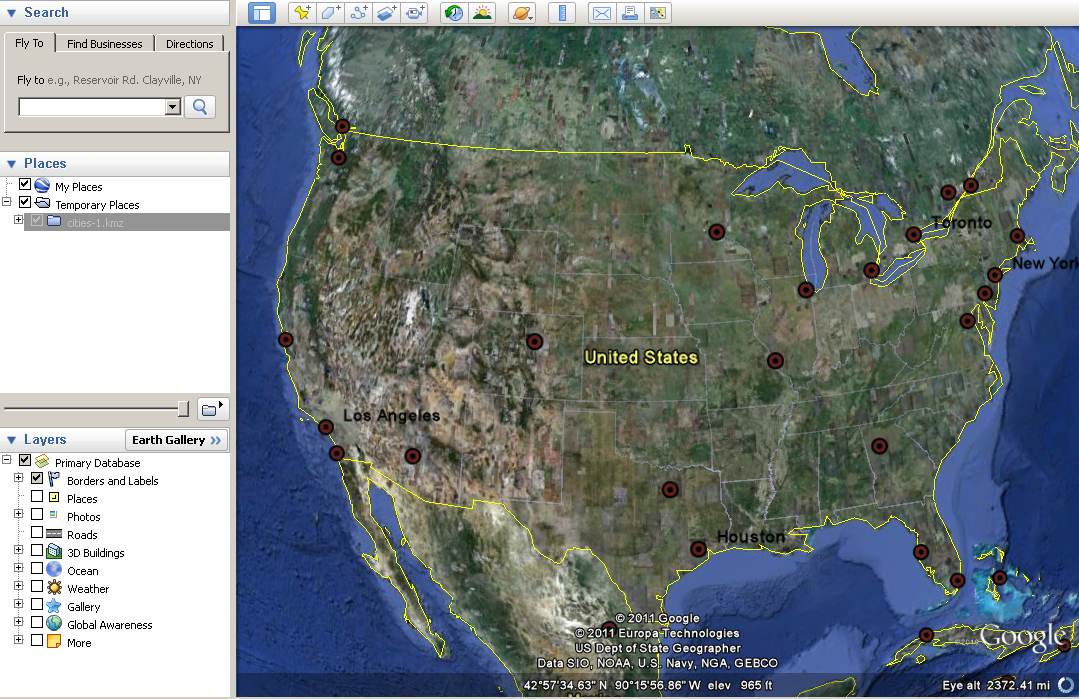 Search
Fly To
Find Businesses
Directions
Fly to e.g., Reservoir Rd. Clayville, NY
Places
My Places
Temporary Places
cities-1.kmz
Layers
Earth Gallery >>
Primary Database
Borders and Labels
Places
Photos
Roads
3D Buildings
Ocean
Weather
Gallery
Global Awareness
More
Toronto
New York
United States
Los Angeles
Houston
© 2011 Google
© 2011 Europa Technologies
US Dept of State Geographer
Data SIO, NOAA, U.S. Navy, NGA, GEBCO
©2010 Google
42°57'34.63" N 90°15'56.86" W elev 965 ft
Eye alt 2372.41 mi